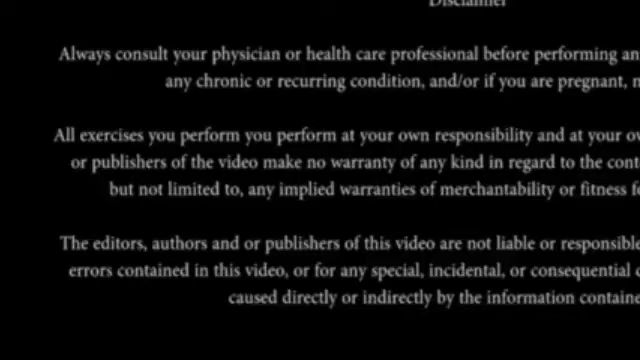 Disclaimer
Always consult your physician or health care professional before performing an
any chronic or recurring condition, and/or if you are pregnant, n
All exercises you perform you perform at your own responsibility and at your ow
or publishers of the video make no warranty of any kind in regard to the cont
but not limited to, any implied warranties of merchantability or fitness fo
The editors, authors and or publishers of this video are not liable or responsible
errors contained in this video, or for any special, incidental, or consequential
caused directly or indirectly by the information containe